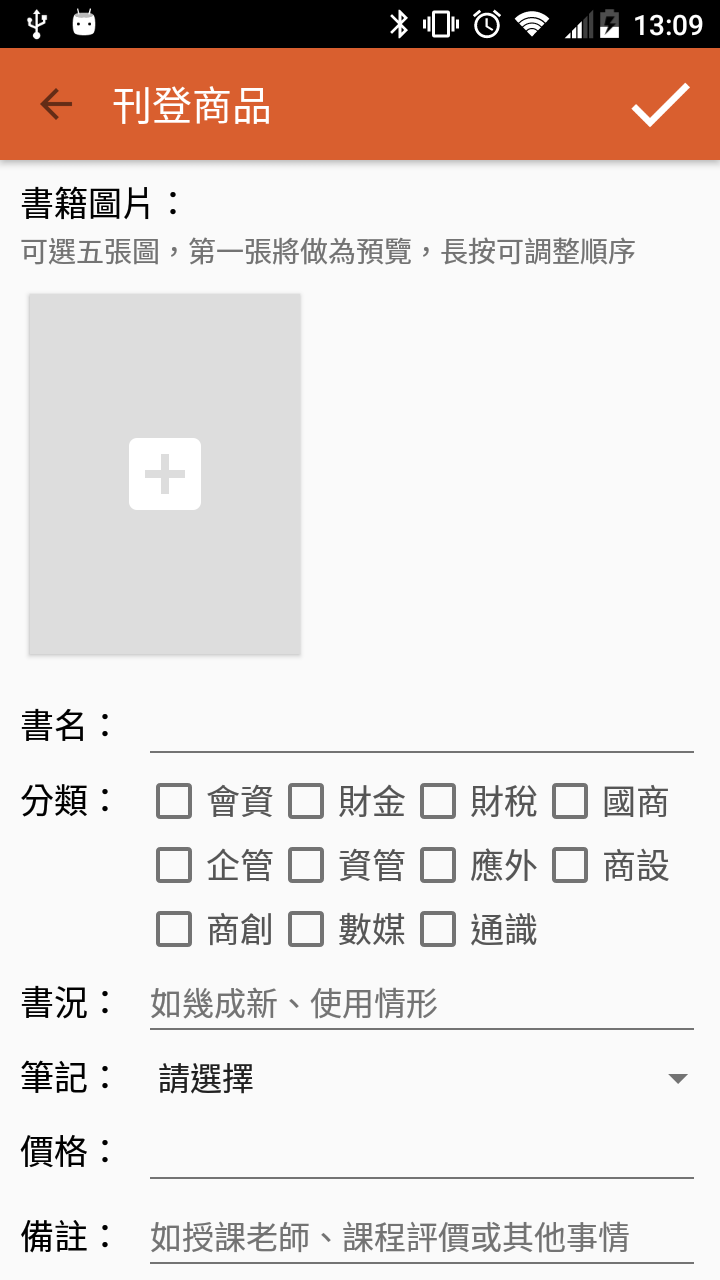 13:09
刊登商品
書籍圖片：
可選五張圖，第一張將做為預覽，長按可調整順序
書名：
分類： 會資 財金 財稅 國商
企管 資管 應外 商設
商創 數媒 通識
書況： 如幾成新、使用情形
筆記： 請選擇
價格：
備註： 如授課老師、課程評價或其他事情